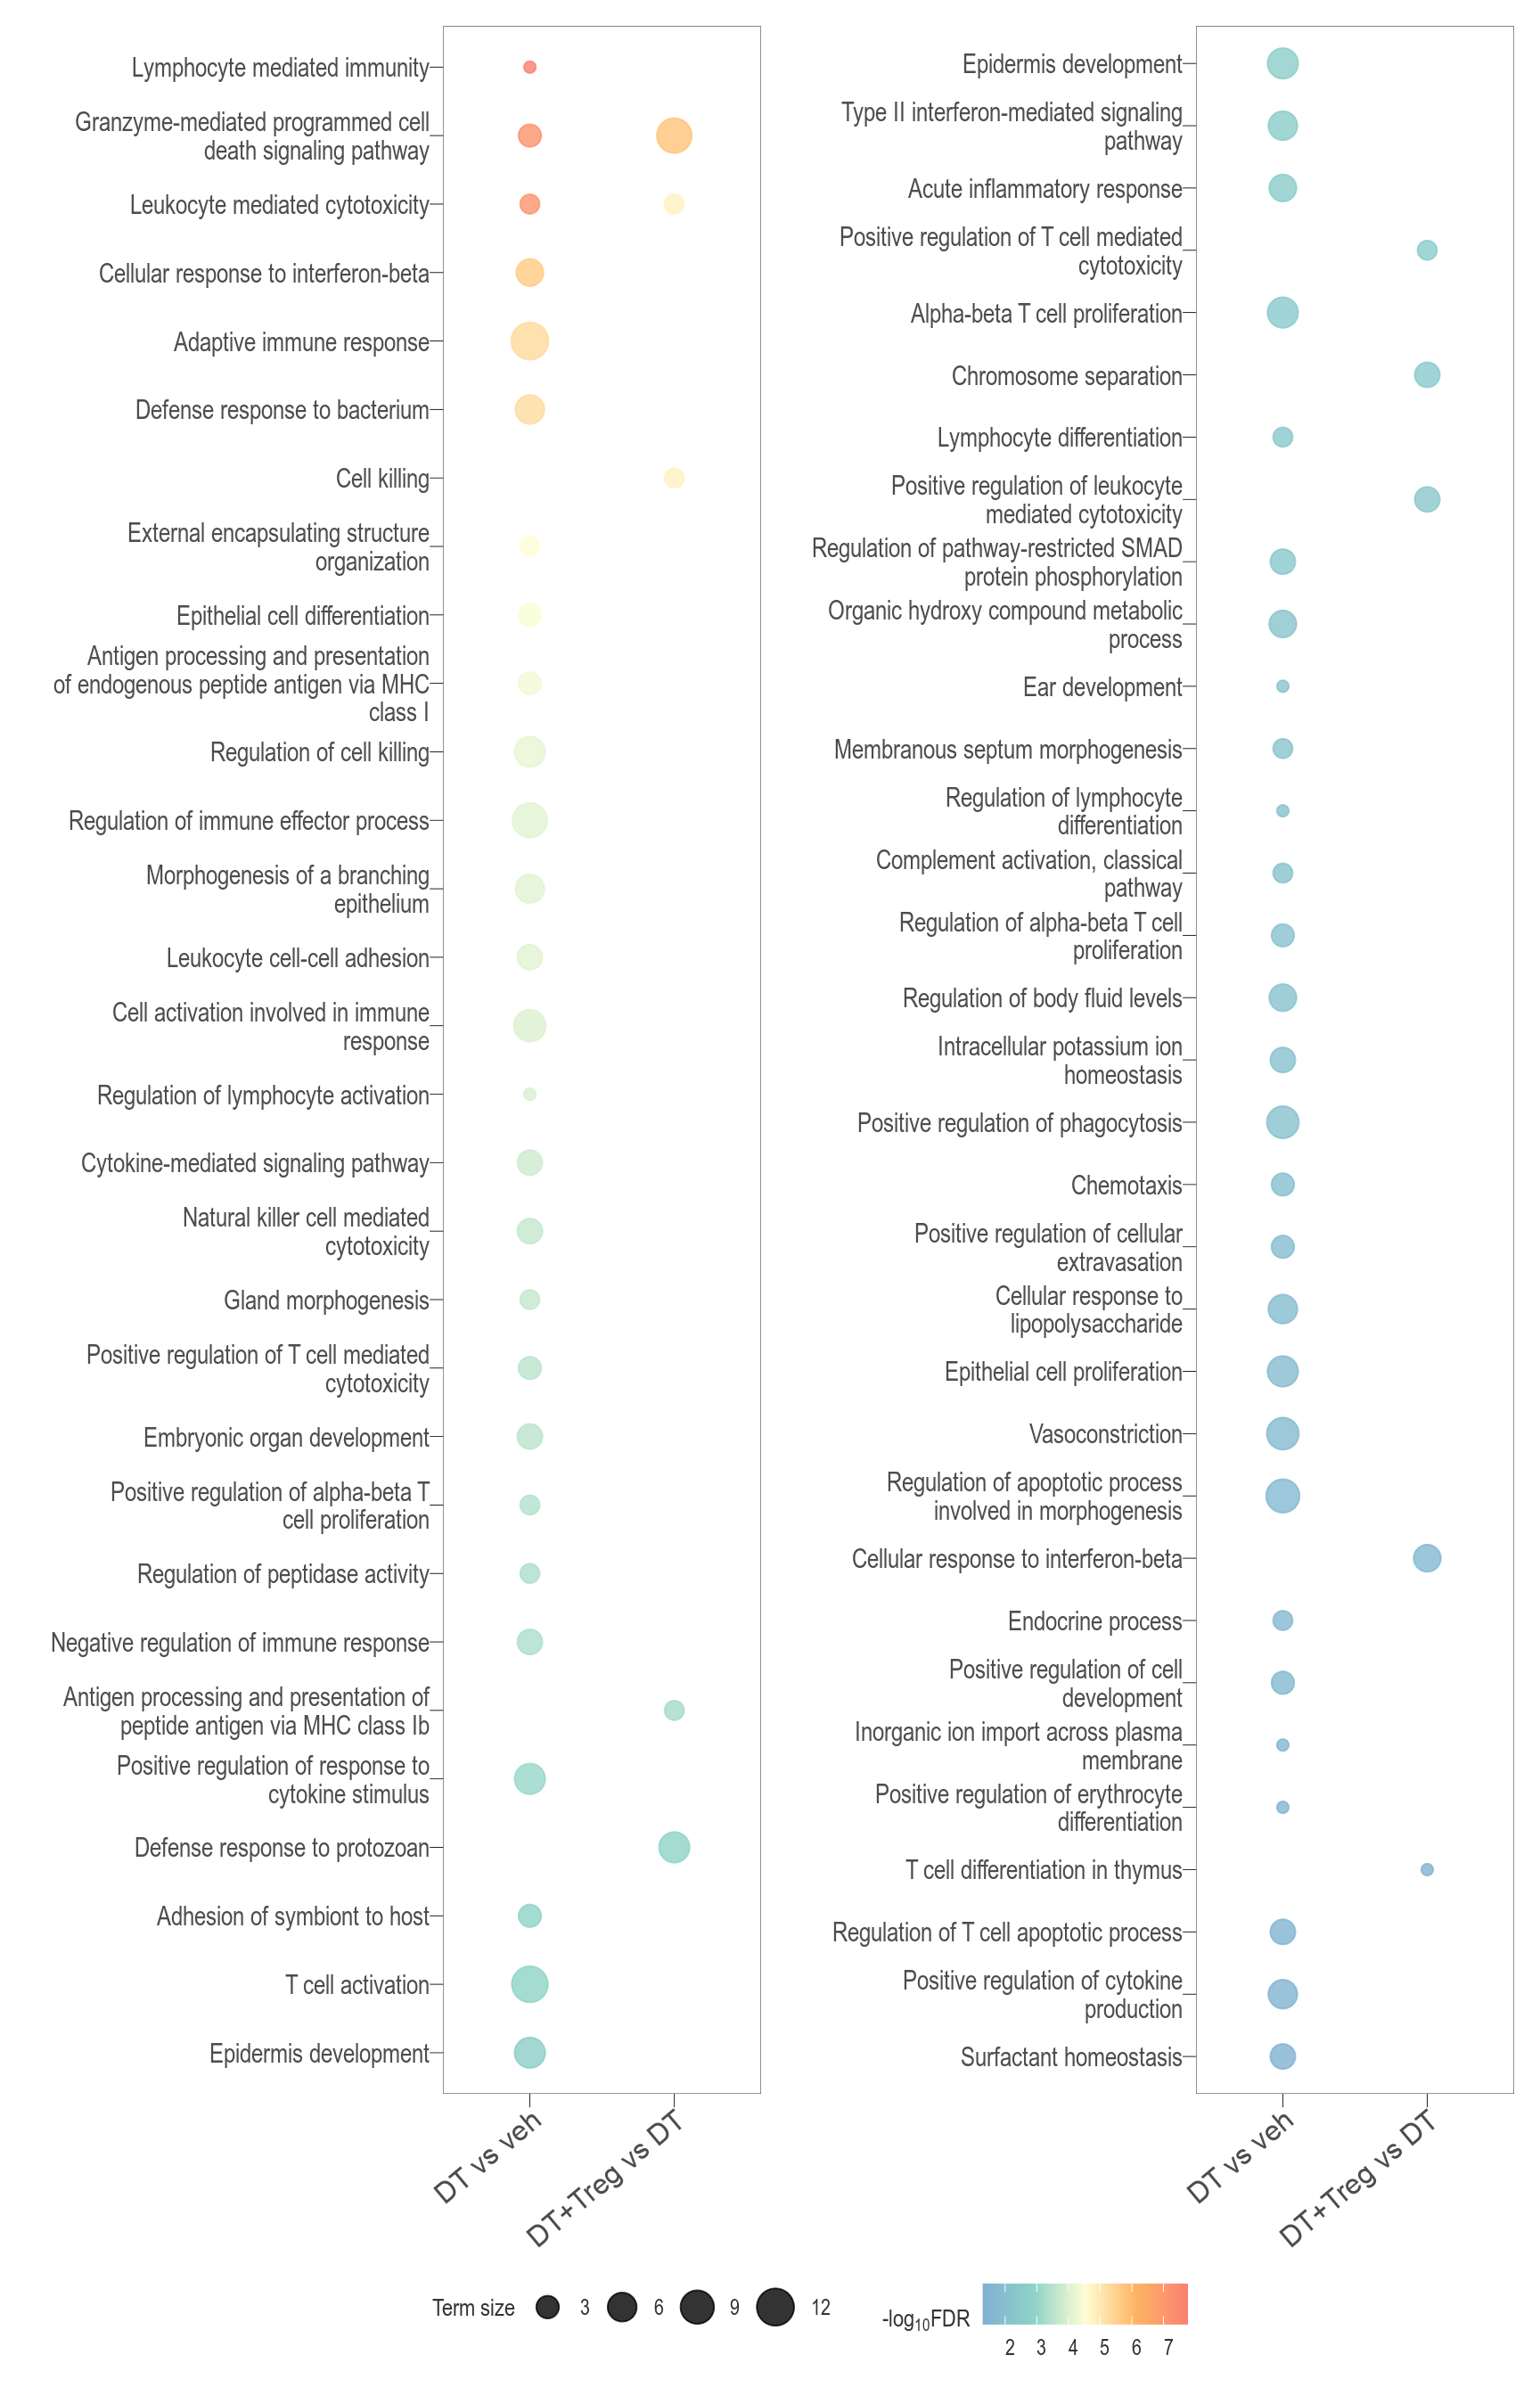 Lymphocyte mediated immunity
Granzyme-mediated programmed cell
death signaling pathway
Leukocyte mediated cytotoxicity
Cellular response to interferon-beta
Adaptive immune response
Defense response to bacterium
Cell killing
External encapsulating structure
organization
Epithelial cell differentiation
Antigen processing and presentation
of endogenous peptide antigen via MHC
class I
Regulation of cell killing
Regulation of immune effector process
Morphogenesis of a branching
epithelium
Leukocyte cell-cell adhesion
Cell activation involved in immune
response
Regulation of lymphocyte activation
Cytokine-mediated signaling pathway
Natural killer cell mediated
cytotoxicity
Gland morphogenesis
Positive regulation of T cell mediated
cytotoxicity
Embryonic organ development
Positive regulation of alpha-beta T
cell proliferation
Regulation of peptidase activity
Negative regulation of immune response
Antigen processing and presentation of
peptide antigen via MHC class Ib
Positive regulation of response to
cytokine stimulus
Defense response to protozoan
Adhesion of symbiont to host
T cell activation
Epidermis development
DT vs veh
DT+Treg vs DT
Epidermis development
Type II interferon-mediated signaling
pathway
Acute inflammatory response
Positive regulation of T cell mediated
cytotoxicity
Alpha-beta T cell proliferation
Chromosome separation
Lymphocyte differentiation
Positive regulation of leukocyte
mediated cytotoxicity
Regulation of pathway-restricted SMAD
protein phosphorylation
Organic hydroxy compound metabolic
process
Ear development
Membranous septum morphogenesis
Regulation of lymphocyte
differentiation
Complement activation, classical
pathway
Regulation of alpha-beta T cell
proliferation
Regulation of body fluid levels
Intracellular potassium ion
homeostasis
Positive regulation of phagocytosis
Chemotaxis
Positive regulation of cellular
extravasation
Cellular response to
lipopolysaccharide
Epithelial cell proliferation
Vasoconstriction
Regulation of apoptotic process
involved in morphogenesis
Cellular response to interferon-beta
Endocrine process
Positive regulation of cell
development
Inorganic ion import across plasma
membrane
Positive regulation of erythrocyte
differentiation
T cell differentiation in thymus
Regulation of T cell apoptotic process
Positive regulation of cytokine
production
Surfactant homeostasis
DT vs veh
DT+Treg vs DT
Term size 3 6 9 12
-log₁₀FDR
2 3 4 5 6 7